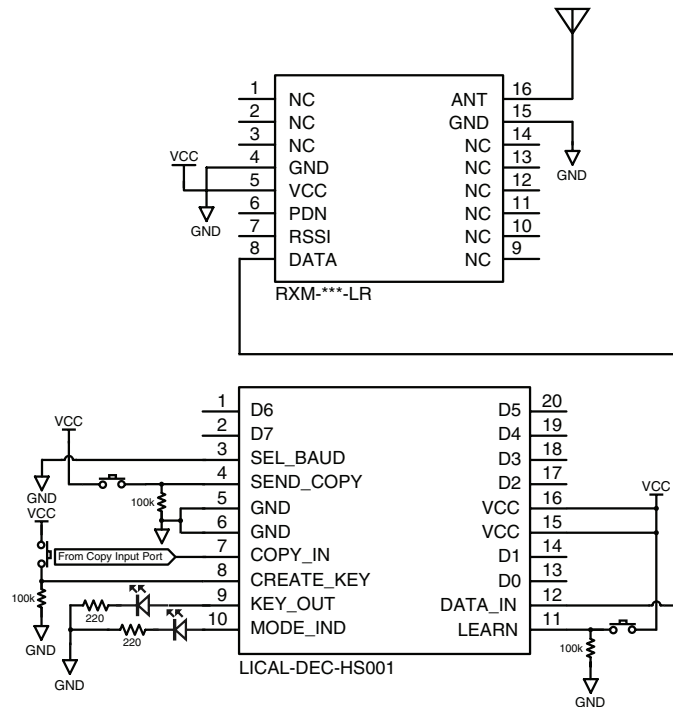 1 NC ANT 16
2 NC GND 15
3 NC NC 14
4 GND NC 13
5 VCC NC 12
6 PDN NC 11
7 RSSI NC 10
8 DATA NC 9
VCC
GND
GND
RXM-***-LR
1 D6 D5 20
2 D7 D4 19
3 SEL_BAUD D3 18
4 SEND_COPY D2 17
5 GND VCC 16
6 GND VCC 15
7 COPY_IN D1 14
8 CREATE_KEY D0 13
9 KEY_OUT DATA_IN 12
10 MODE_IND LEARN 11
VCC
GND
100k
VCC
VCC
From Copy Input Port
100k
220
220
GND
GND
100k
GND
LICAL-DEC-HS001